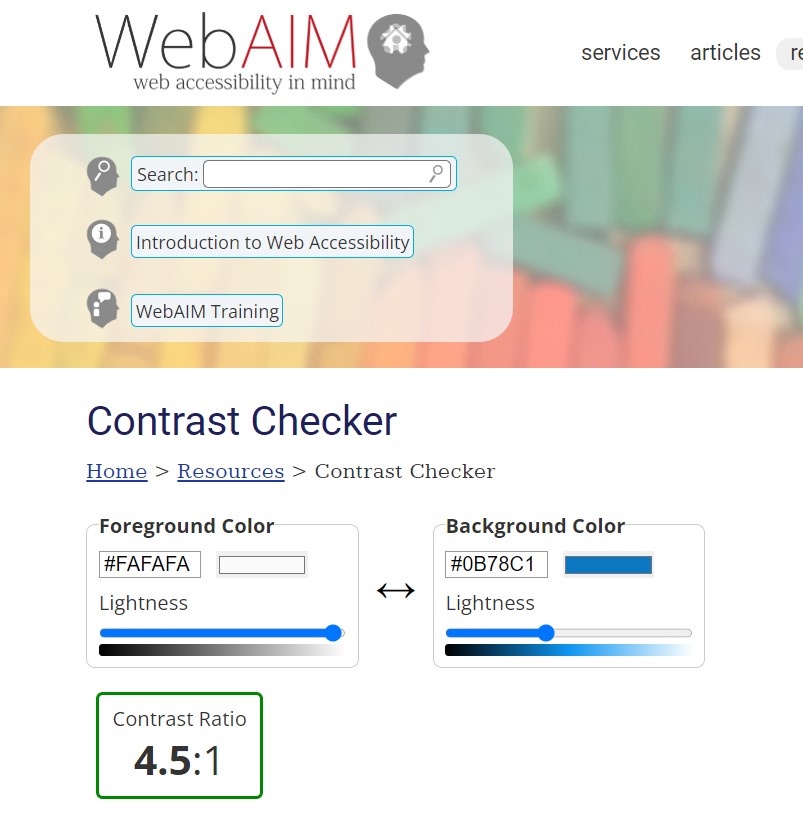 WebAIM
web accessibility in mind
services articles
Search:
Introduction to Web Accessibility
WebAIM Training
Contrast Checker
Home > Resources > Contrast Checker
Foreground Color
#FAFAFA
Lightness
Background Color
#0B78C1
Lightness
Contrast Ratio
4.5:1